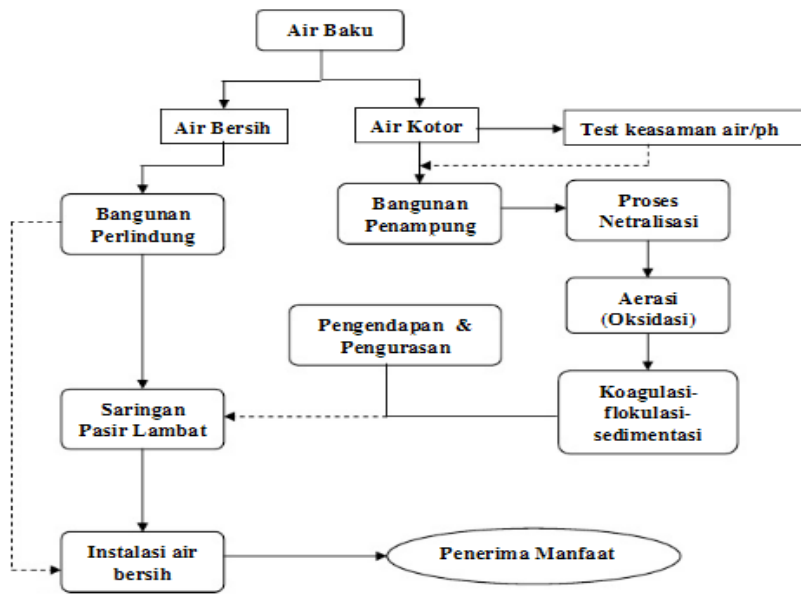 Air Baku
Air Bersih
Air Kotor
Test keasaman air/ph
Bangunan
Perlindung
Bangunan
Penampung
Proses
Netralisasi
Aerasi
(Oksidasi)
Pengendapan &
Pengurasan
Koagulasi-
flokulasi-
sedimentasi
Saringan
Pasir Lambat
Instalasi air
bersih
Penerima Manfaat